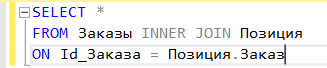 SELECT *
FROM Заказы INNER JOIN Позиция
ON Id_Заказа = Позиция.Заказ